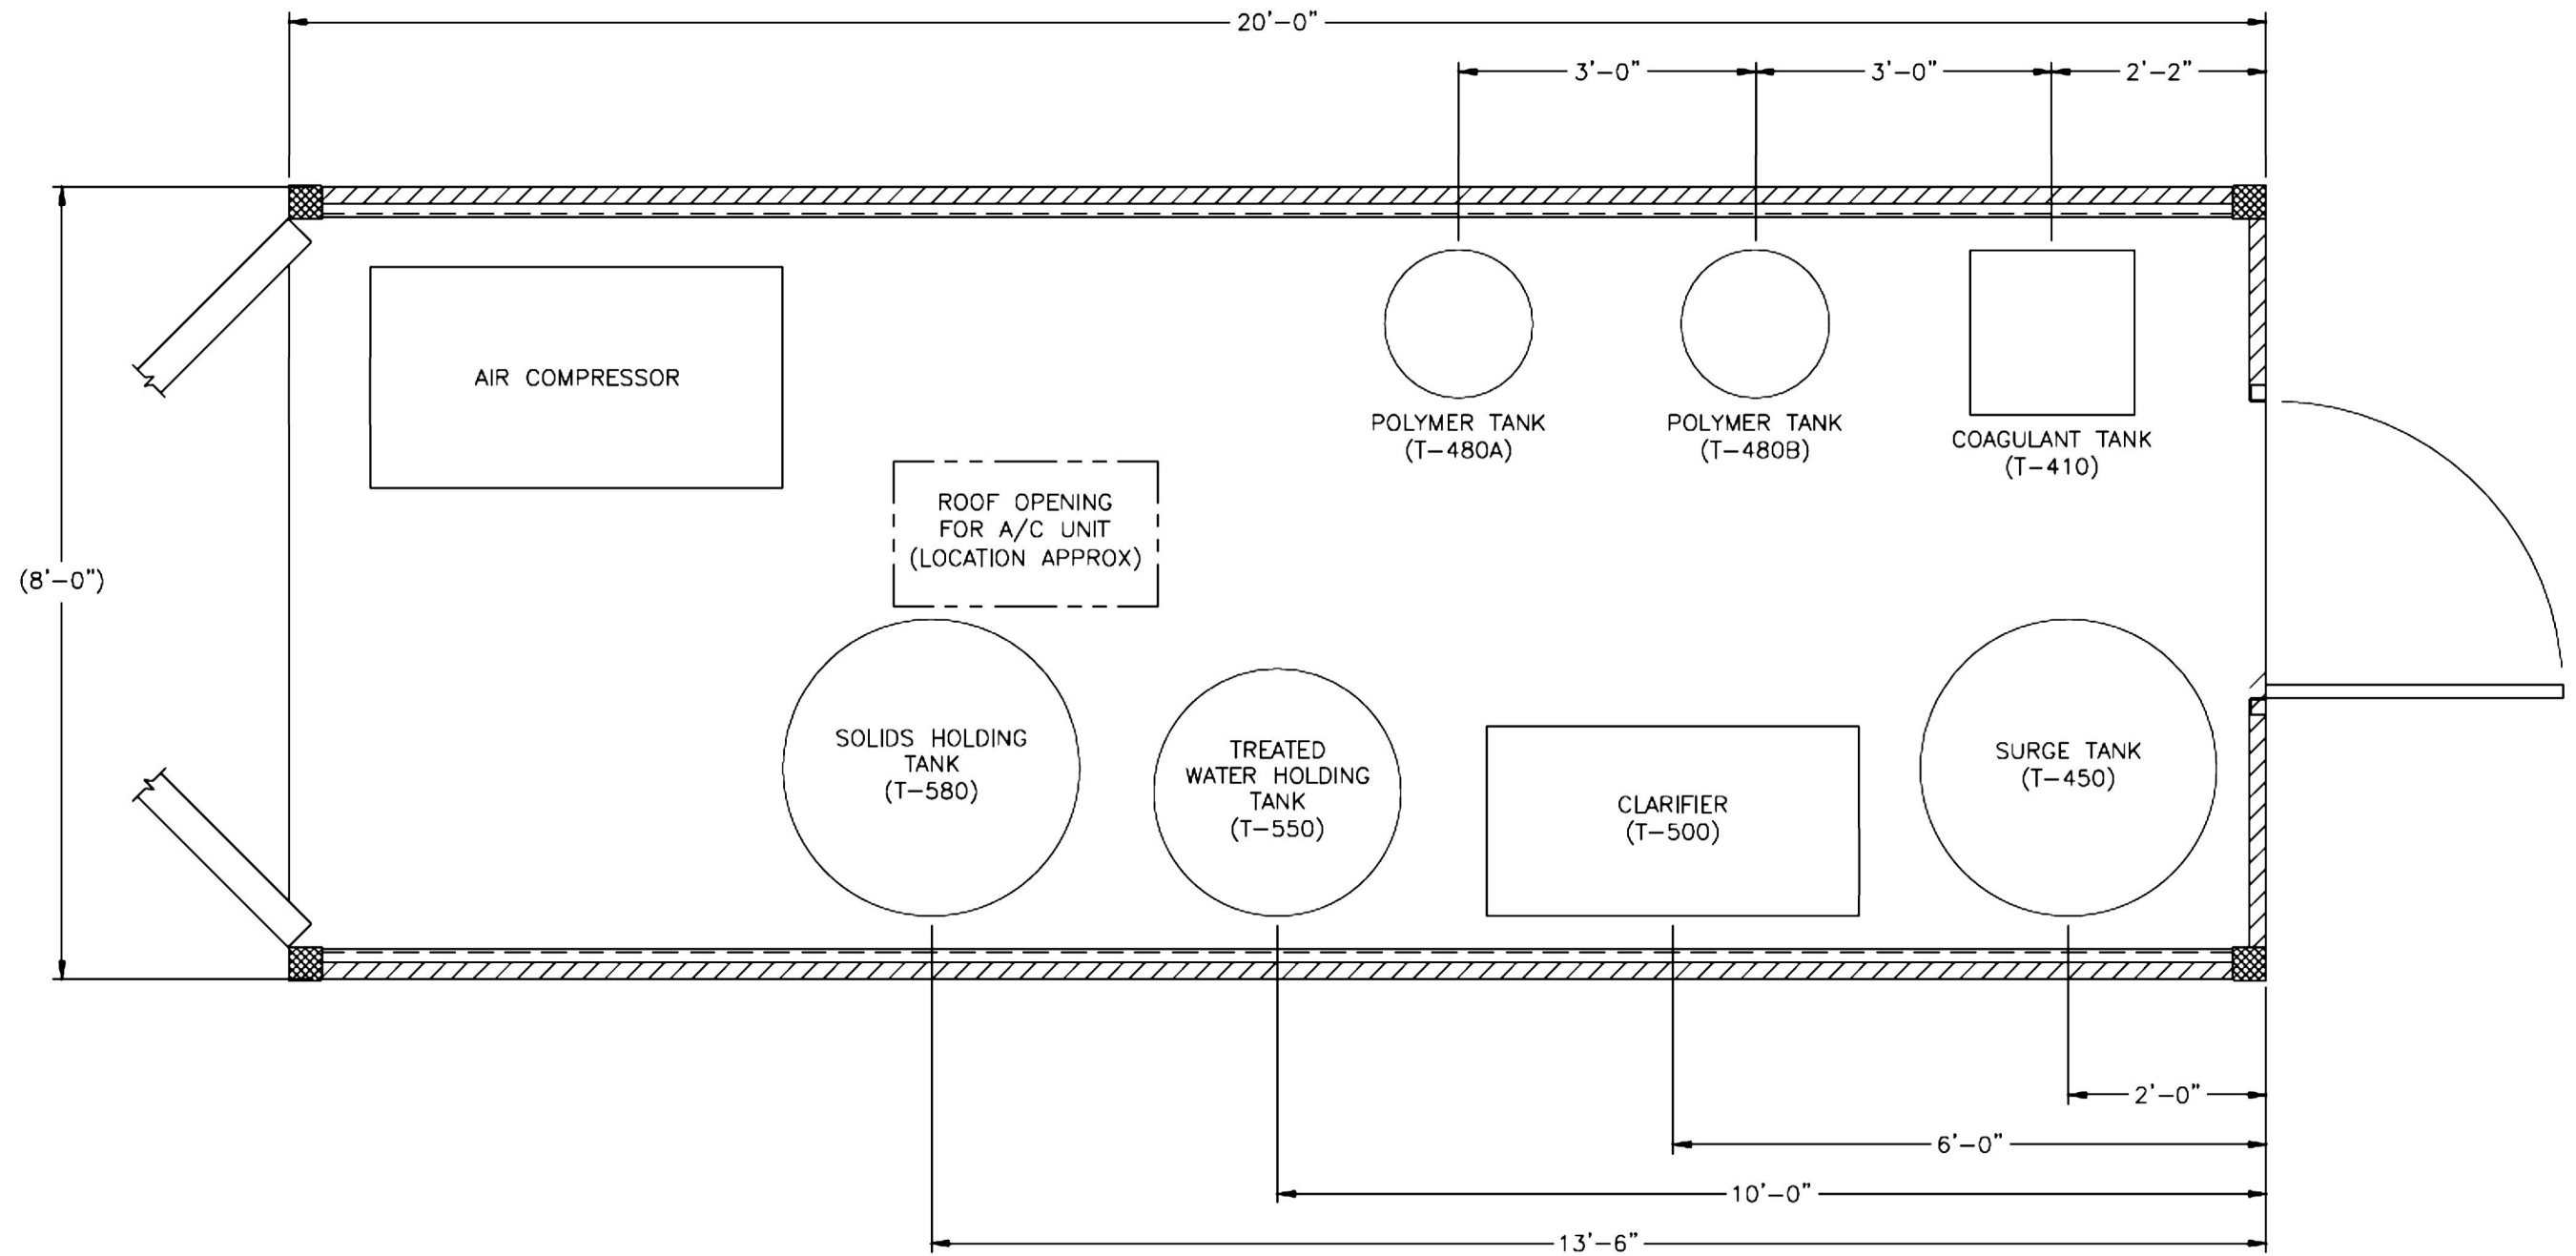 20'-0"
3'-0"
3'-0"
2'-2"
AIR COMPRESSOR
POLYMER TANK
(T-480A)
POLYMER TANK
(T-480B)
COAGULANT TANK
(T-410)
ROOF OPENING
FOR A/C UNIT
(LOCATION APPROX)
(8'-0")
SOLIDS HOLDING
TANK
(T-580)
TREATED
WATER HOLDING
TANK
(T-550)
CLARIFIER
(T-500)
SURGE TANK
(T-450)
2'-0"
6'-0"
10'-0"
13'-6"